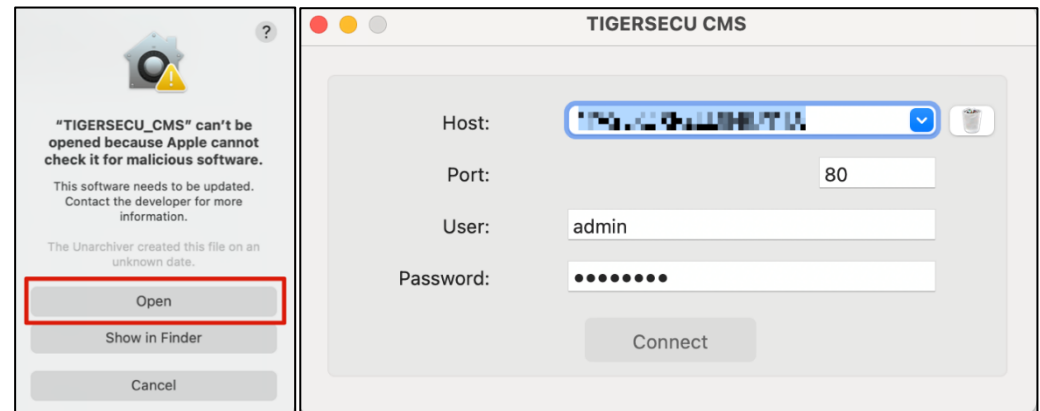 ?
"TIGERSECU_CMS" can't be
opened because Apple cannot
check it for malicious software.
This software needs to be updated.
Contact the developer for more
information.
The Unarchiver created this file on an
unknown date.
Open
Show in Finder
Cancel
TIGERSECU CMS
Host:
Port:
80
User:
admin
Password:
Connect